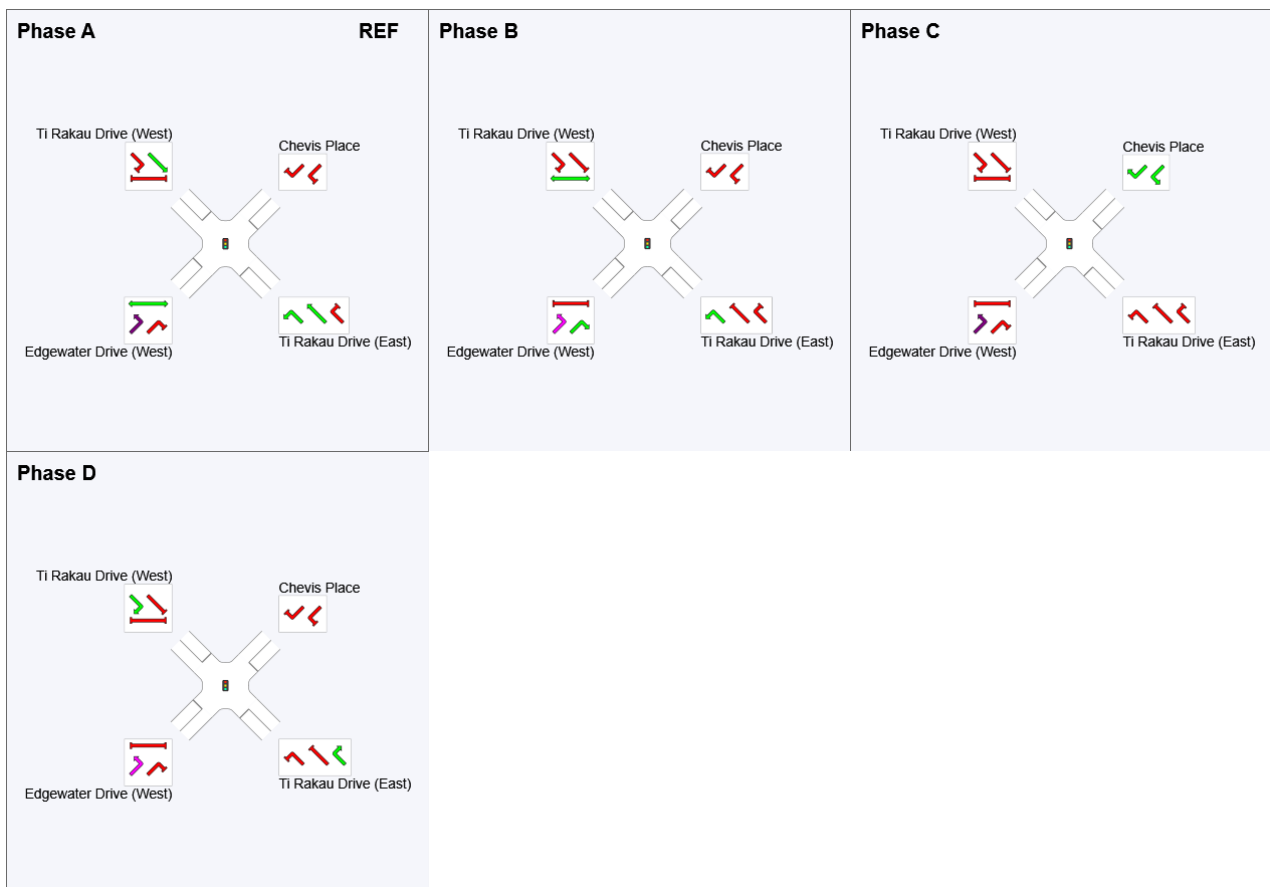 Phase A
REF
Ti Rakau Drive (West)
Chevis Place
Edgewater Drive (West)
Ti Rakau Drive (East)
Phase B
Ti Rakau Drive (West)
Chevis Place
Edgewater Drive (West)
Ti Rakau Drive (East)
Phase C
Ti Rakau Drive (West)
Chevis Place
Edgewater Drive (West)
Ti Rakau Drive (East)
Phase D
Ti Rakau Drive (West)
Chevis Place
Edgewater Drive (West)
Ti Rakau Drive (East)